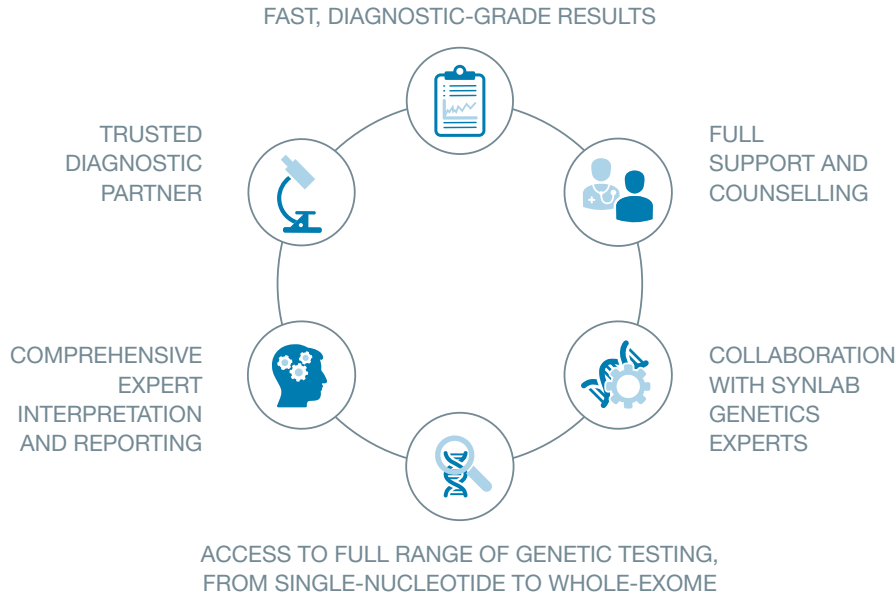 FAST, DIAGNOSTIC-GRADE RESULTS
TRUSTED
DIAGNOSTIC
PARTNER
FULL
SUPPORT AND
COUNSELLING
COMPREHENSIVE
EXPERT
INTERPRETATION
AND REPORTING
COLLABORATION
WITH SYNLAB
GENETICS
EXPERTS
ACCESS TO FULL RANGE OF GENETIC TESTING,
FROM SINGLE-NUCLEOTIDE TO WHOLE-EXOME